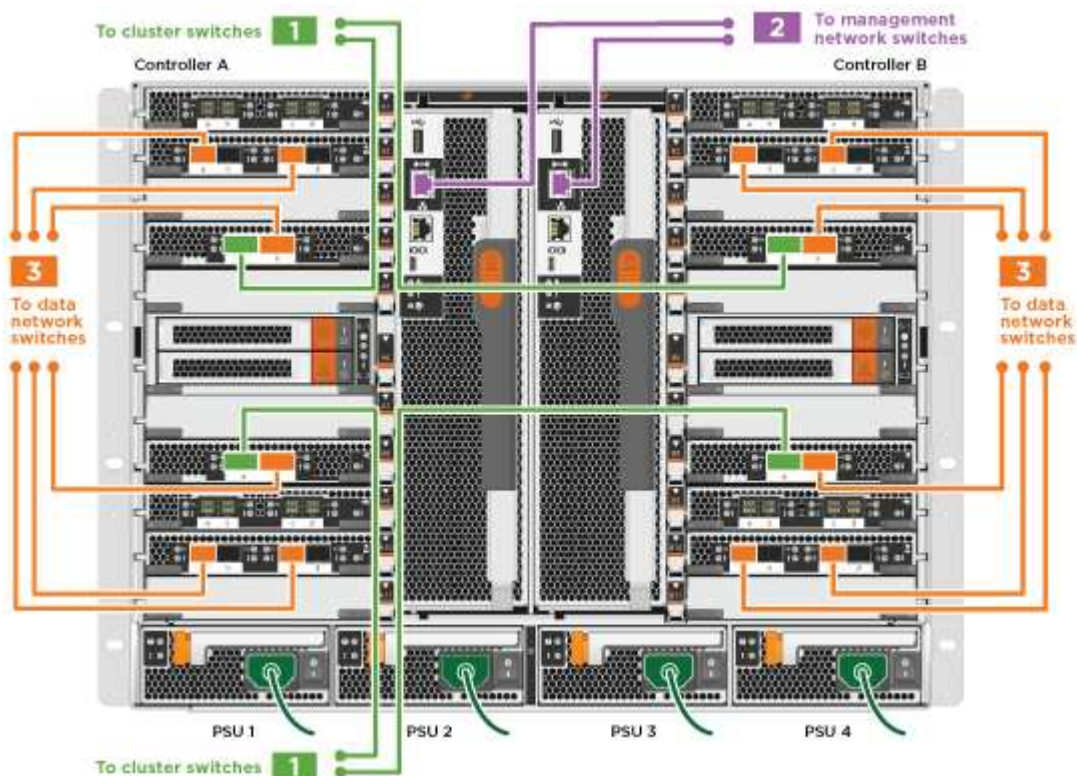 To cluster switches 1
2 To management
network switches
Controller A
Controller B
3
To data
network
switches
3
To data
network
switches
PSU 1
PSU 2
PSU 3
PSU 4
To cluster switches 1